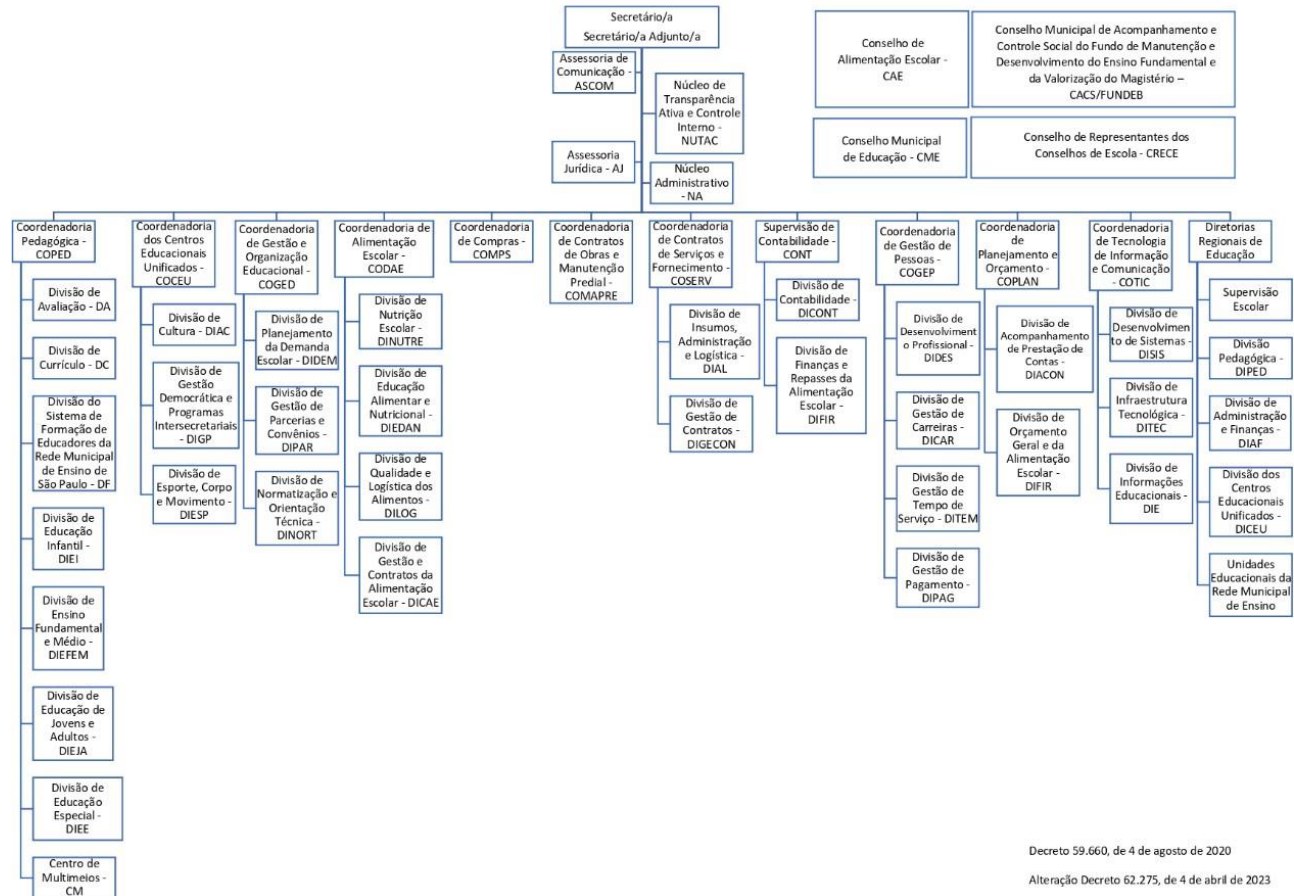 Secretário/a
Secretário/a Adjunto/a
Assessoria de
Comunicação -
ASCOM
Núcleo de
Transparência
Ativa e Controle
Interno -
NUTAC
Assessoria
Jurídica - AJ
Núcleo
Administrativo
- NA
Conselho de
Alimentação Escolar -
CAE
Conselho Municipal de Acompanhamento e
Controle Social do Fundo de Manutenção e
Desenvolvimento do Ensino Fundamental e
da Valorização do Magistério –
CACS/FUNDEB
Conselho Municipal
de Educação - CME
Conselho de Representantes dos
Conselhos de Escola - CRECE
Coordenadoria
Pedagógica -
COPED
Divisão de
Avaliação - DA
Divisão de
Currículo - DC
Divisão do
Sistema de
Formação de
Educadores da
Rede Municipal
de Ensino de
São Paulo - DF
Divisão de
Educação
Infantil -
DIEI
Divisão de
Ensino
Fundamental
e Médio -
DIEFEM
Divisão de
Educação de
Jovens e
Adultos -
DIEJA
Divisão de
Educação
Especial -
DIEE
Centro de
Multimeios -
CM
Coordenadoria
dos Centros
Educacionais
Unificados -
COCEU
Divisão de
Cultura - DIAC
Divisão de
Gestão
Democrática e
Programas
Intersecretariais
- DIGP
Divisão de
Esporte, Corpo
e Movimento -
DIESP
Coordenadoria
de Gestão e
Organização
Educacional -
COGED
Divisão de
Planejamento
da Demanda
Escolar - DIDEM
Divisão de
Gestão de
Parcerias e
Convênios -
DIPAR
Divisão de
Normatização e
Orientação
Técnica -
DINORT
Coordenadoria
de Alimentação
Escolar - CODAE
Divisão de
Nutrição
Escolar -
DINUTRE
Divisão de
Educação
Alimentar e
Nutricional -
DIEDAN
Divisão de
Qualidade e
Logística dos
Alimentos -
DILOG
Divisão de
Gestão e
Contratos da
Alimentação
Escolar - DICAE
Coordenadoria
de Compras -
COMPS
Coordenadoria
de Contratos de
Obras e
Manutenção
Predial -
COMAPRE
Coordenadoria
de Contratos de
Serviços e
Fornecimento -
COSERV
Divisão de
Insumos,
Administração
e Logística -
DIAL
Divisão de
Gestão de
Contratos -
DIGECON
Supervisão de
Contabilidade -
CONT
Divisão de
Contabilidade -
DICONT
Divisão de
Finanças e
Repasses da
Alimentação
Escolar -
DIFIR
Coordenadoria
de Gestão de
Pessoas -
COGEP
Divisão de
Desenvolviment
o Profissional -
DIDES
Divisão de
Gestão de
Carreiras -
DICAR
Divisão de
Gestão de
Tempo de
Serviço - DITEM
Divisão de
Gestão de
Pagamento -
DIPAG
Coordenadoria
de
Planejamento e
Orçamento -
COPLAN
Divisão de
Acompanhamento
de Prestação de
Contas -
DIACON
Divisão de
Orçamento
Geral e da
Alimentação
Escolar -
DIFIR
Coordenadoria
de Tecnologia
de Informação
e Comunicação
- COTIC
Divisão de
Desenvolvimen
to de Sistemas -
DISIS
Divisão de
Infraestrutura
Tecnológica -
DITEC
Divisão de
Informações
Educacionais -
DIE
Diretorias
Regionais de
Educação
Supervisão
Escolar
Divisão
Pedagógica -
DIPED
Divisão de
Administração
e Finanças -
DIAF
Divisão dos
Centros
Educacionais
Unificados -
DICEU
Unidades
Educacionais da
Rede Municipal
de Ensino
Decreto 59.660, de 4 de agosto de 2020
Alteração Decreto 62.275, de 4 de abril de 2023